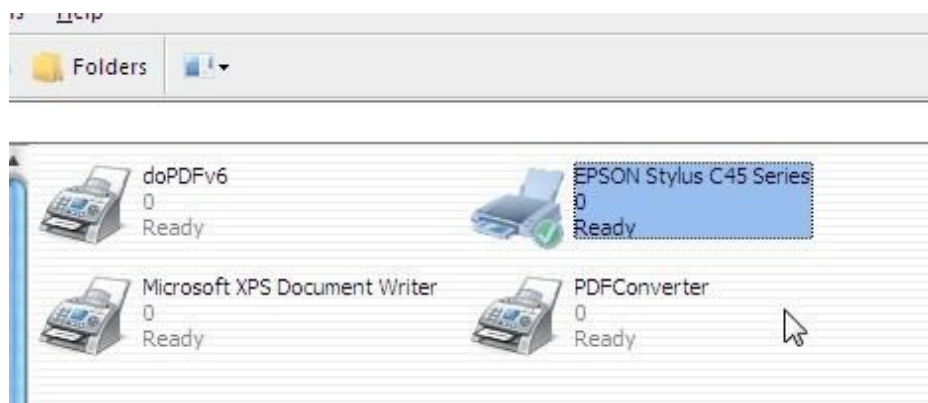 Help
Folders
doPDFv6
0
Ready
EPSON Stylus C45 Series
0
Ready
Microsoft XPS Document Writer
0
Ready
PDFConverter
0
Ready